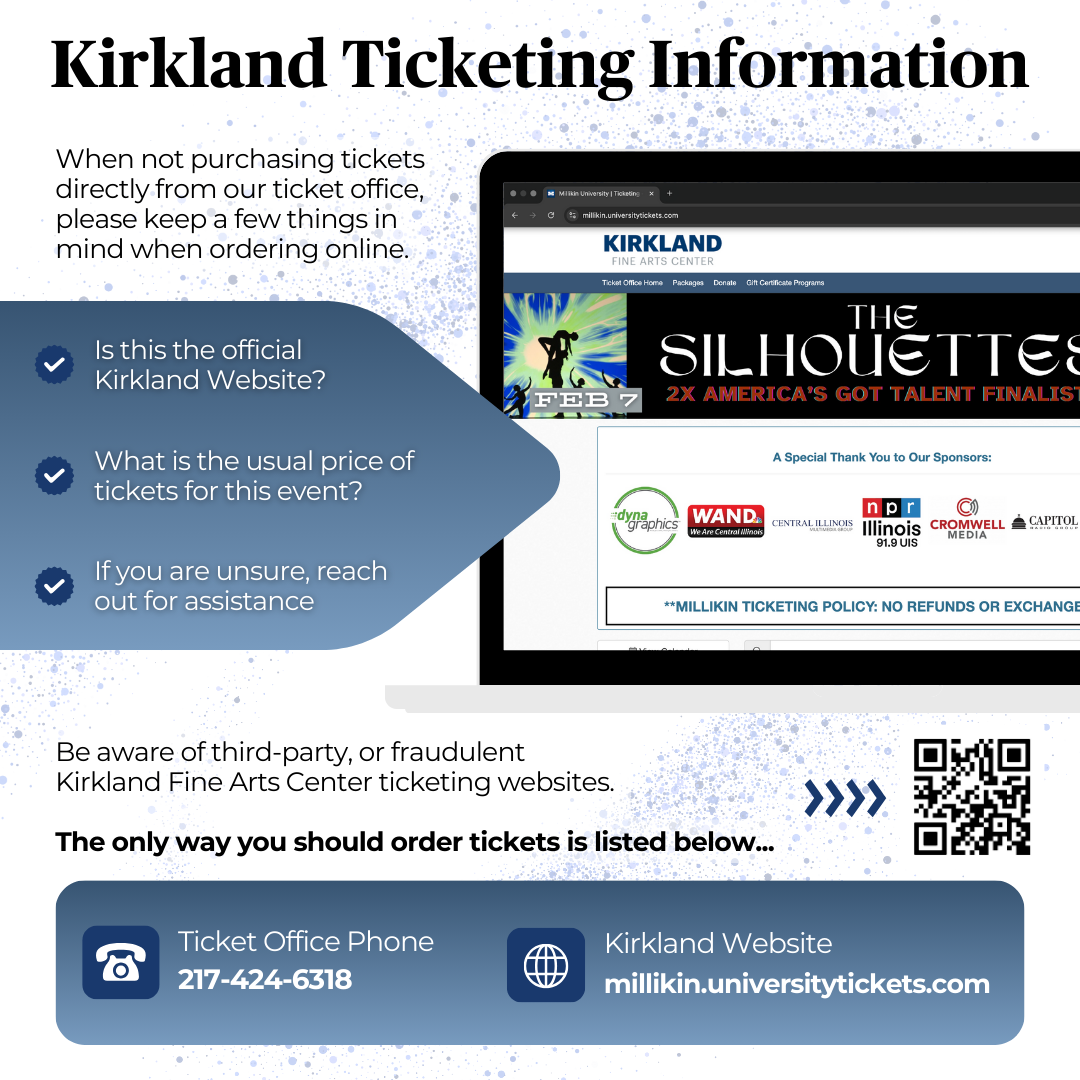 Kirkland Ticketing Information
When not purchasing tickets
directly from our ticket office,
please keep a few things in
mind when ordering online.
Is this the official
Kirkland Website?
What is the usual price of
tickets for this event?
If you are unsure, reach
out for assistance
Millikin University | Ticketing
millikin.universitytickets.com
KIRKLAND
FINE ARTS CENTER
Ticket Office Home Packages Donate Gift Certificate Programs
THE
SILHOUETTES
2X AMERICA'S GOT TALENT FINALIST
FEB 7
A Special Thank You to Our Sponsors:
dyna
graphics
WAND
We Are Central Illinois
CENTRAL ILLINOIS
MULTIMEDIA GROUP
npr
Illinois
91.9 UIS
CROMWELL
MEDIA
CAPITOL
RADIO GROUP
**MILLIKIN TICKETING POLICY: NO REFUNDS OR EXCHANGE
View Calendar
Be aware of third-party, or fraudulent
Kirkland Fine Arts Center ticketing websites.
The only way you should order tickets is listed below...
Ticket Office Phone
217-424-6318
Kirkland Website
millikin.universitytickets.com